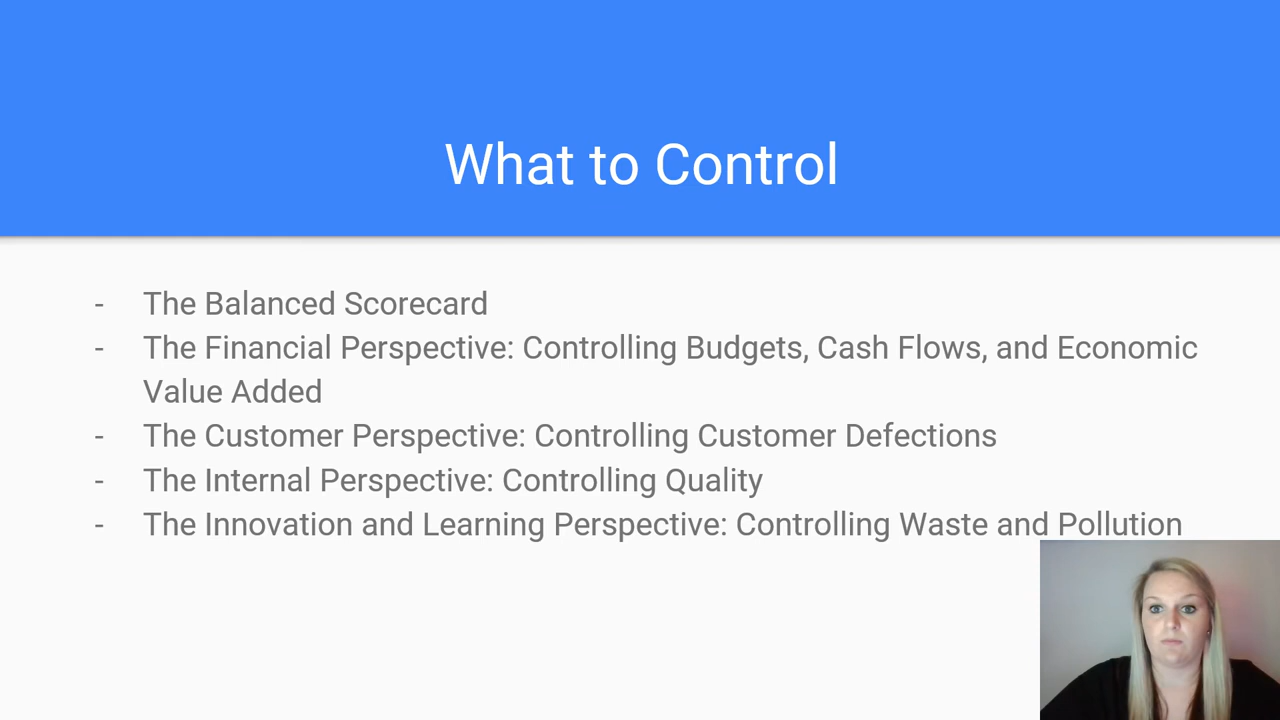 What to Control
- The Balanced Scorecard
- The Financial Perspective: Controlling Budgets, Cash Flows, and Economic
Value Added
- The Customer Perspective: Controlling Customer Defections
- The Internal Perspective: Controlling Quality
- The Innovation and Learning Perspective: Controlling Waste and Pollution